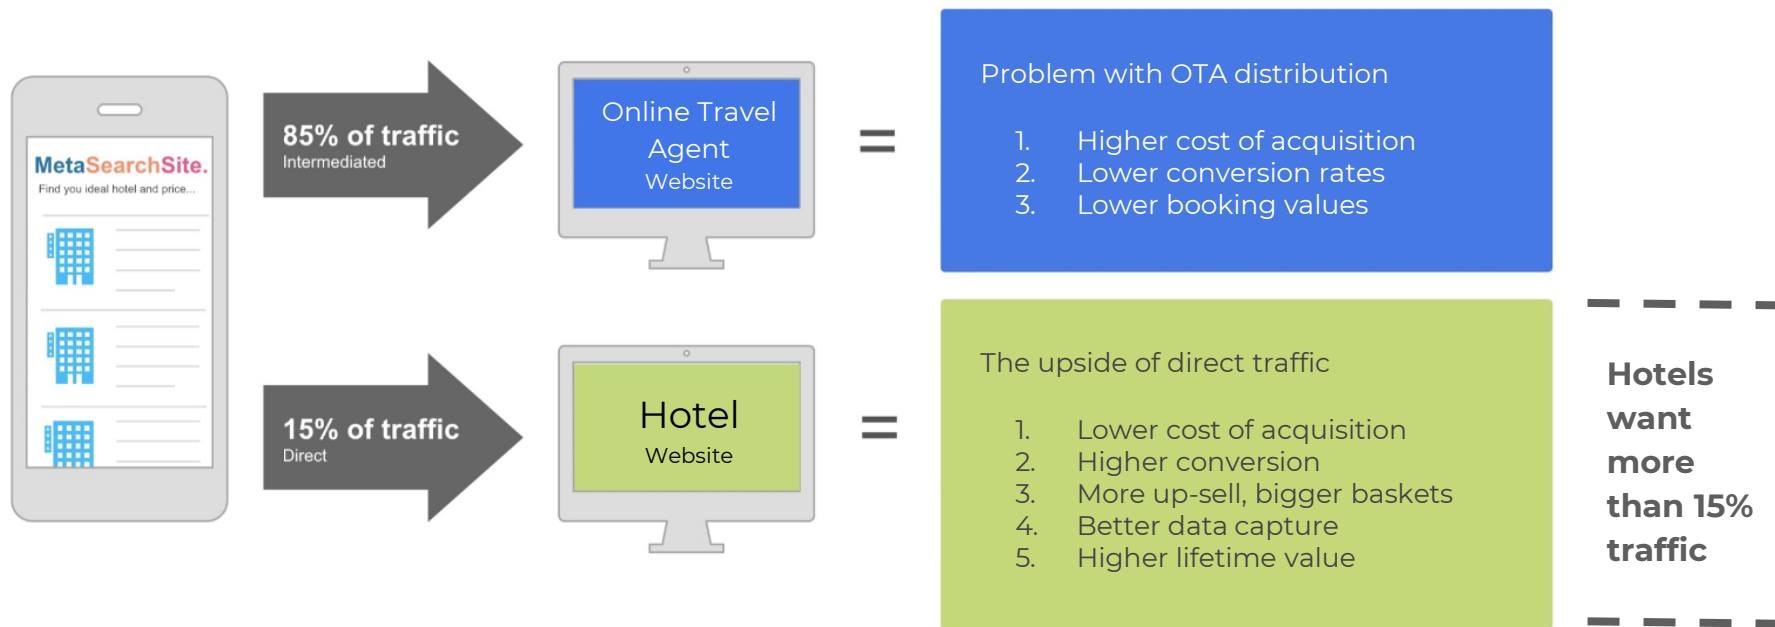 MetaSearchSite.
Find you ideal hotel and price...
85% of traffic
Intermediated
Online Travel
Agent
Website
=
Problem with OTA distribution
1. Higher cost of acquisition
2. Lower conversion rates
3. Lower booking values
15% of traffic
Direct
Hotel
Website
=
The upside of direct traffic
1. Lower cost of acquisition
2. Higher conversion
3. More up-sell, bigger baskets
4. Better data capture
5. Higher lifetime value
Hotels
want
more
than 15%
traffic